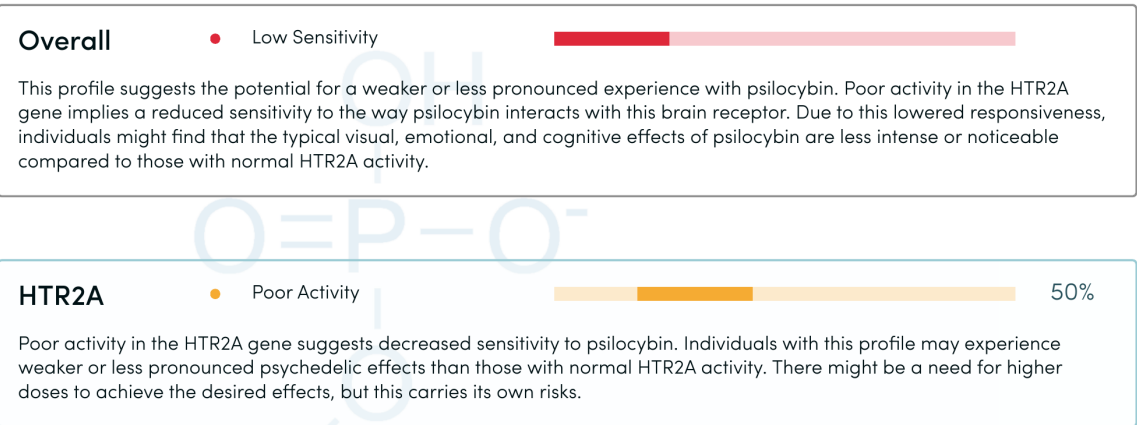 Overall
Low Sensitivity
This profile suggests the potential for a weaker or less pronounced experience with psilocybin. Poor activity in the HTR2A
gene implies a reduced sensitivity to the way psilocybin interacts with this brain receptor. Due to this lowered responsiveness,
individuals might find that the typical visual, emotional, and cognitive effects of psilocybin are less intense or noticeable
compared to those with normal HTR2A activity.
OH
O=P—O-
O
HTR2A
Poor Activity
50%
Poor activity in the HTR2A gene suggests decreased sensitivity to psilocybin. Individuals with this profile may experience
weaker or less pronounced psychedelic effects than those with normal HTR2A activity. There might be a need for higher
doses to achieve the desired effects, but this carries its own risks.